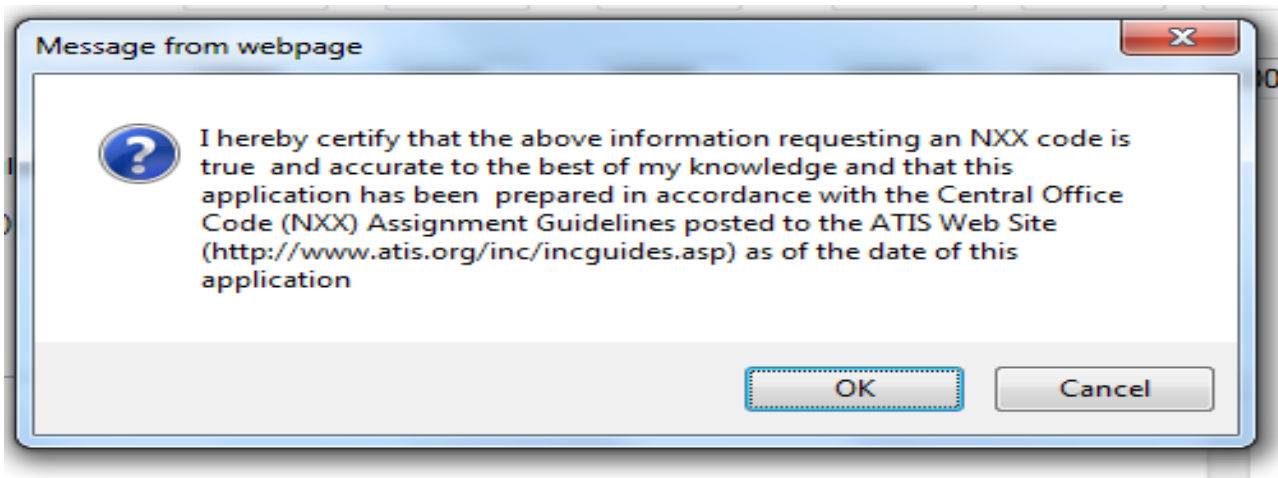 Message from webpage
I hereby certify that the above information requesting an NXX code is
true  and accurate to the best of my knowledge and that this
application has been  prepared in accordance with the Central Office
Code (NXX) Assignment Guidelines posted to the ATIS Web Site
(http://www.atis.org/inc/incguides.asp) as of the date of this
application
OK
Cancel